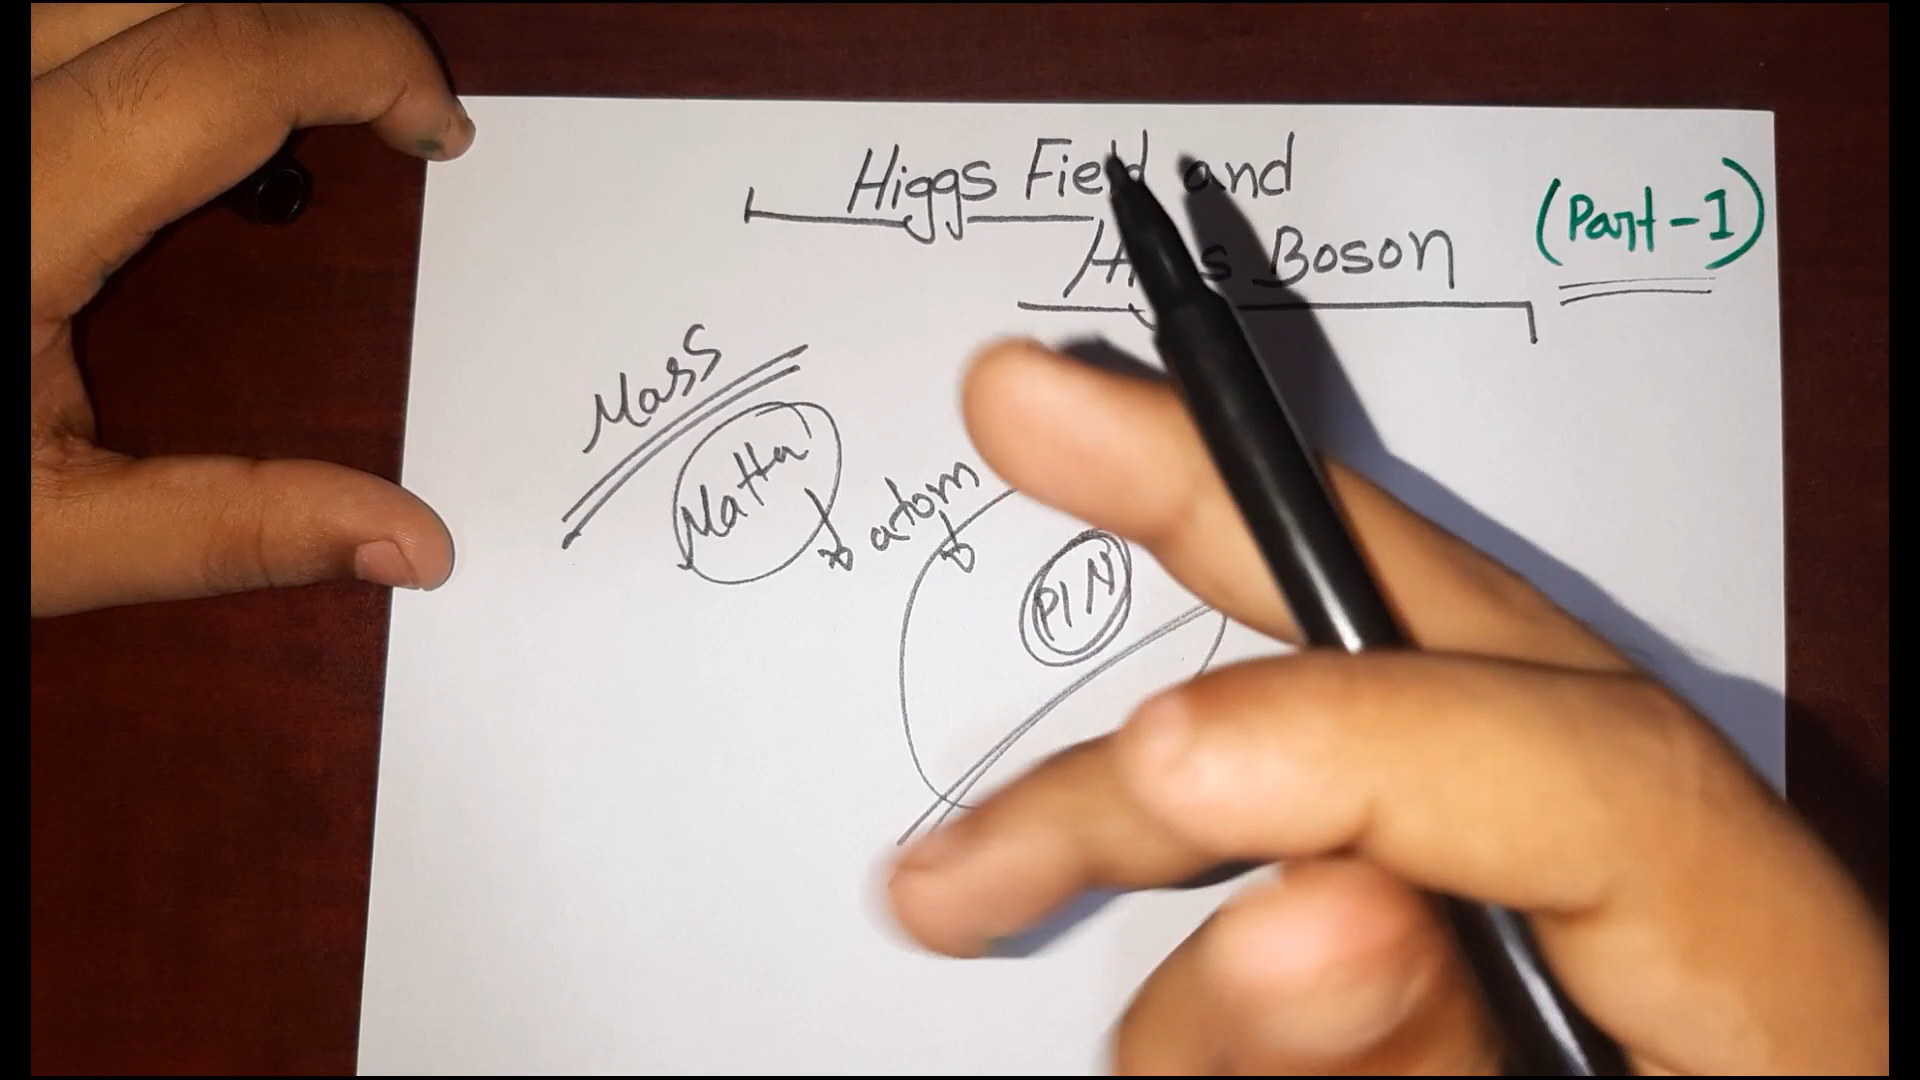 Higgs Field and
Boson
(Part-1)
Mass
Matter
atom
P/N